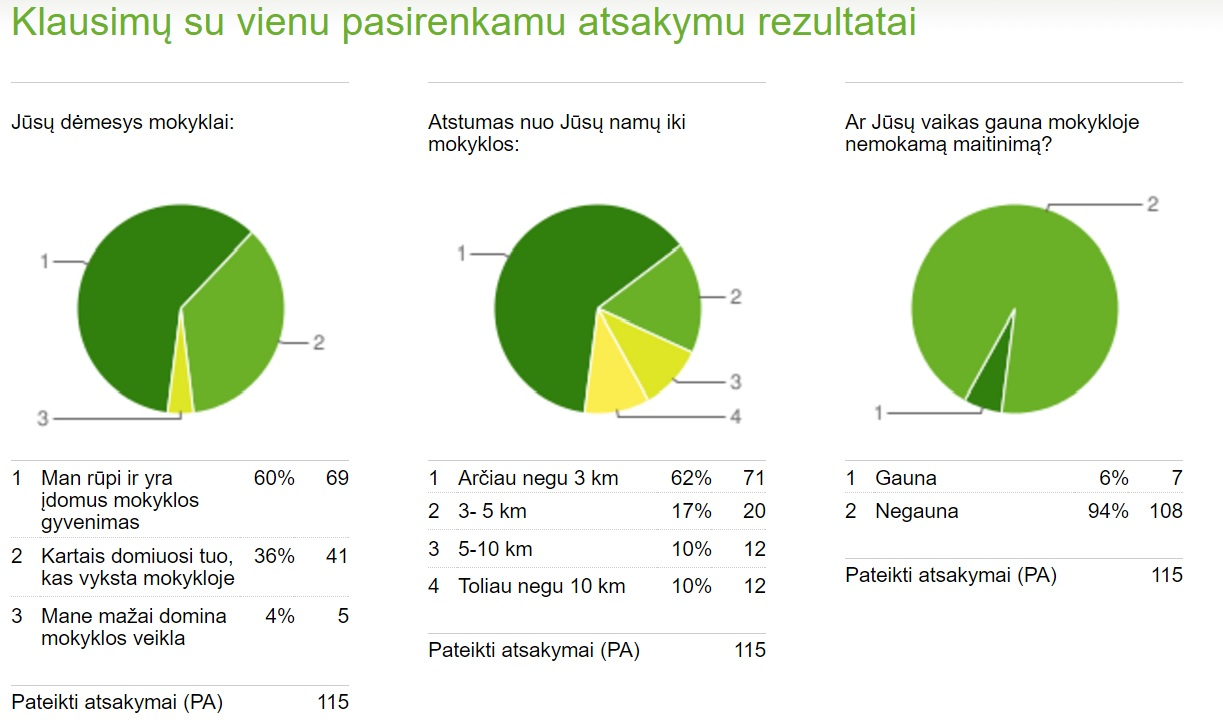 Klausimų su vienu pasirenkamu atsakymu rezultatai
Jūsų dėmesys mokyklai:
1
2
3
1 Man rūpi ir yra 60% 69
įdomus mokyklos
gyvenimas
2 Kartais domiuosi tuo, 36% 41
kas vyksta mokykloje
3 Mane mažai domina 4% 5
mokyklos veikla
Pateikti atsakymai (PA) 115
Atstumas nuo Jūsų namų iki
mokyklos:
1
2
3
4
1 Arčiau negu 3 km 62% 71
2 3- 5 km 17% 20
3 5-10 km 10% 12
4 Toliau negu 10 km 10% 12
Pateikti atsakymai (PA) 115
Ar Jūsų vaikas gauna mokykloje
nemokamą maitinimą?
2
1
1 Gauna 6% 7
2 Negauna 94% 108
Pateikti atsakymai (PA) 115